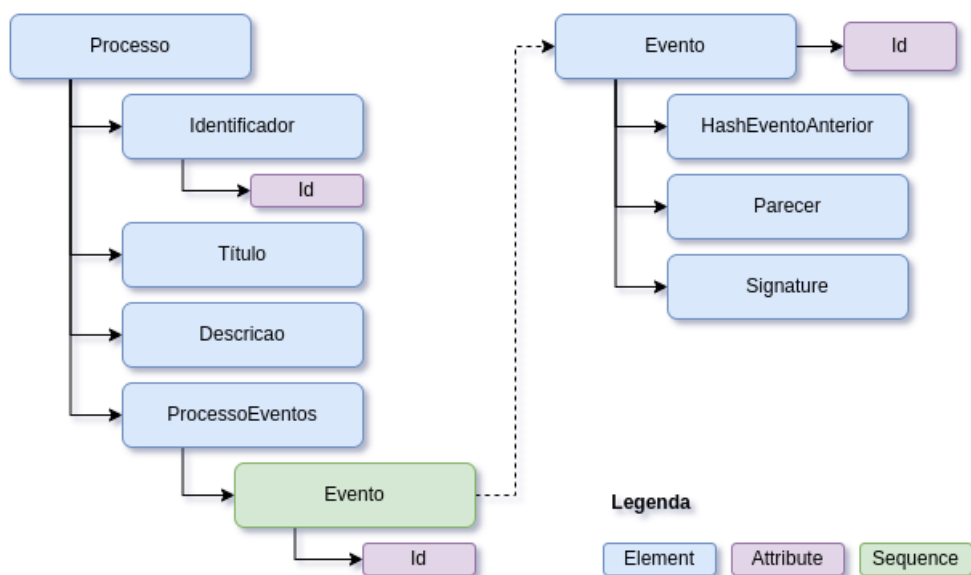 Processo
Identificador
Id
Título
Descricao
ProcessoEventos
Evento
Id
Evento
Id
HashEventoAnterior
Parecer
Signature
Legenda
Element
Attribute
Sequence